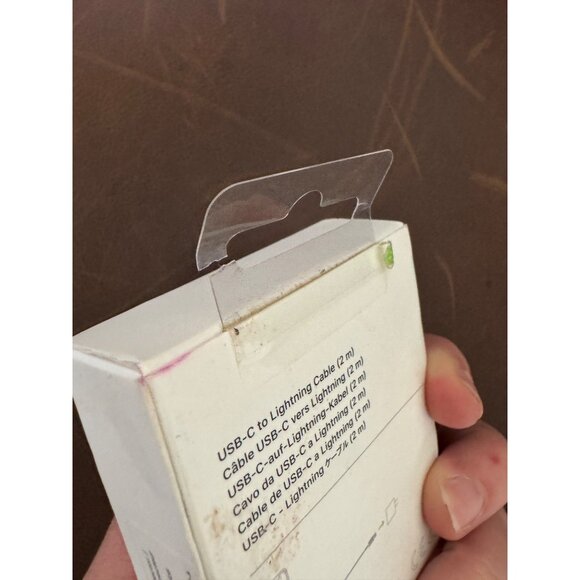 USB-C to Lightning Cable (2 m)
Câble USB-C vers Lightning (2 m)
USB-C-auf-Lightning-Kabel (2 m)
Cavo da USB-C a Lightning (2 m)
Cable de USB-C a Lightning (2 m)
USB-C - Lightning ケーブル (2 m)